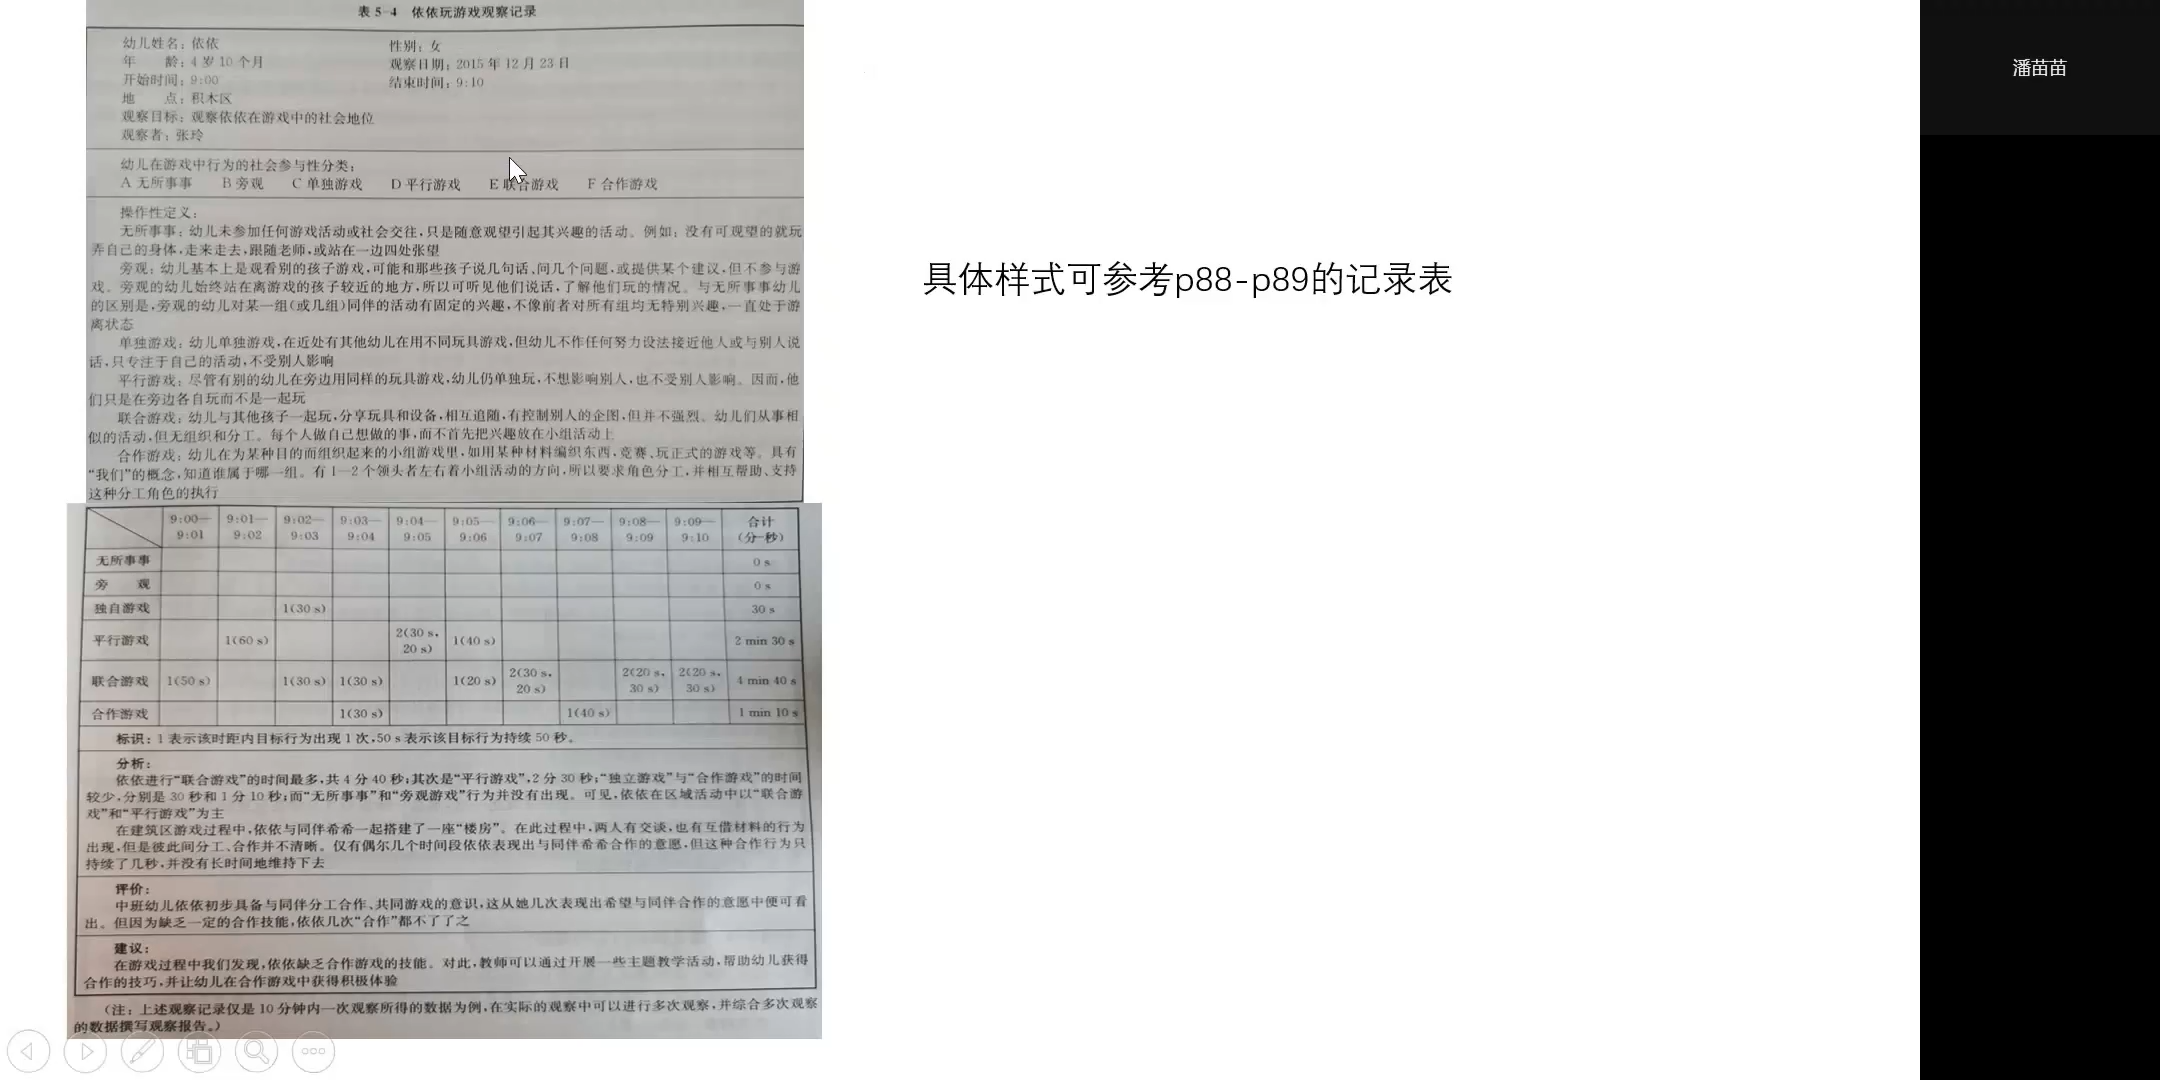 表 5-4 依依玩游戏观察记录
幼儿姓名：依依 性别：女
年 龄：4 岁 10 个月 观察日期：2015 年 12 月 23 日
开始时间：9:00 结束时间：9:10
地 点：积木区
观察目标：观察依依在游戏中的社会地位
观察者：张玲
幼儿在游戏中行为的社会参与性分类：
A 无所事事 B 旁观 C 单独游戏 D 平行游戏 E 联合游戏 F 合作游戏
操作性定义：
无所事事：幼儿未参加任何游戏活动或社会交往，只是随意观望引起其兴趣的活动。例如：没有可观望的就玩
弄自己的身体，走来走去，跟随老师，或站在一边四处张望
旁观：幼儿基本上是观看别的孩子游戏，可能和那些孩子说几句话、问几个问题，或提供某个建议，但不参与游
戏。旁观的幼儿始终站在离游戏的孩子较近的地方，所以可听见他们说话，了解他们玩的情况。与无所事事幼儿
的区别是，旁观的幼儿对某一组（或几组）同伴的活动有固定的兴趣，不像前者对所有组均无特别兴趣，一直处于游
离状态
单独游戏：幼儿单独游戏，在近处有其他幼儿在用不同玩具游戏，但幼儿不作任何努力设法接近他人或与别人说
话，只专注于自己的活动，不受别人影响
平行游戏：尽管有别的幼儿在旁边用同样的玩具游戏，幼儿仍单独玩，不想影响别人，也不受别人影响。因而，他
们只是在旁边各自玩而不是一起玩
联合游戏：幼儿与其他孩子一起玩，分享玩具和设备，相互追随，有控制别人的企图，但并不强烈。幼儿们从事相
似的活动，但无组织和分工。每个人做自己想做的事，而不首先把兴趣放在小组活动上
合作游戏：幼儿在为某种目的而组织起来的小组游戏里，如用某种材料编织东西，竞赛、玩正式的游戏等。具有
“我们”的概念，知道谁属于哪一组。有 1—2 个领头者左右着小组活动的方向，所以要求角色分工，并相互帮助、支持
这种分工角色的执行
9:00— 9:01— 9:02— 9:03— 9:04— 9:05— 9:06— 9:07— 9:08— 9:09— 合计
9:01 9:02 9:03 9:04 9:05 9:06 9:07 9:08 9:09 9:10 （分-秒）
无所事事 0 s
旁 观 0 s
独自游戏 1(30 s) 30 s
平行游戏 1(60 s) 2(30 s, 20 s) 1(40 s) 2 min 30 s
联合游戏 1(50 s) 1(30 s) 1(30 s) 1(20 s) 2(30 s, 20 s) 2(20 s, 30 s) 2(20 s, 30 s) 4 min 40 s
合作游戏 1(30 s) 1(40 s) 1 min 10 s
标识：1 表示该时距内目标行为出现 1 次，50 s 表示该目标行为持续 50 秒。
分析：
依依进行“联合游戏”的时间最多，共 4 分 40 秒；其次是“平行游戏”，2 分 30 秒；“独立游戏”与“合作游戏”的时间
较少，分别是 30 秒和 1 分 10 秒；而“无所事事”和“旁观游戏”行为并没有出现。可见，依依在区域活动中以“联合游
戏”和“平行游戏”为主
在建筑区游戏过程中，依依与同伴希希一起搭建了一座“楼房”。在此过程中，两人有交谈，也有互借材料的行为
出现，但是彼此间分工、合作并不清晰。仅有偶尔几个时间段依依表现出与同伴希希合作的意愿，但这种合作行为只
持续了几秒，并没有长时间地维持下去
评价：
中班幼儿依依初步具备与同伴分工合作、共同游戏的意识，这从她几次表现出希望与同伴合作的意愿中便可看
出。但因为缺乏一定的合作技能，依依几次“合作”都不了了之
建议：
在游戏过程中我们发现，依依缺乏合作游戏的技能。对此，教师可以通过开展一些主题教学活动，帮助幼儿获得
合作的技巧，并让幼儿在合作游戏中获得积极体验
（注：上述观察记录仅是 10 分钟内一次观察所得的数据为例，在实际的观察中可以进行多次观察，并综合多次观察
的数据撰写观察报告。）
具体样式可参考p88-p89的记录表
潘苗苗